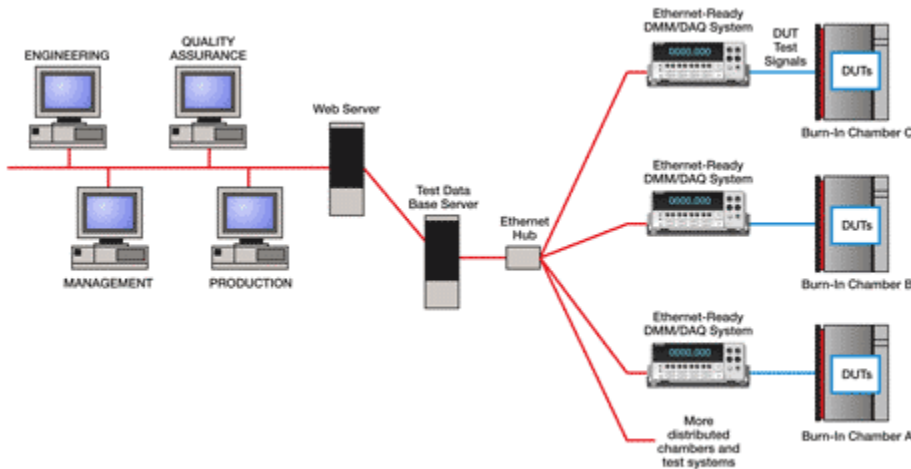 ENGINEERING
QUALITY
ASSURANCE
MANAGEMENT
PRODUCTION
Web Server
Test Data
Base Server
Ethernet
Hub
Ethernet-Ready
DMM/DAQ System
0000.000
DUT
Test
Signals
DUTs
Burn-In Chamber C
Ethernet-Ready
DMM/DAQ System
0000.000
DUTs
Burn-In Chamber B
Ethernet-Ready
DMM/DAQ System
0000.000
DUTs
Burn-In Chamber A
More
distributed
chambers and
test systems